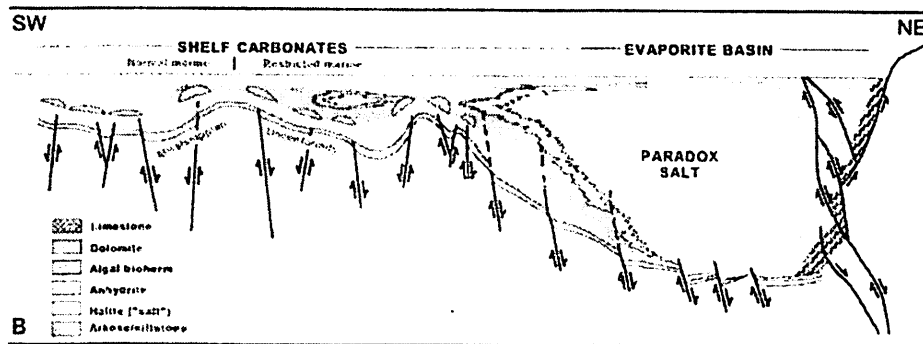 SW NE
SHELF CARBONATES EVAPORITE BASIN
Normal marine Restricted marine
PARADOX
SALT
Limestone
Dolomite
Algal bioherm
Anhydrite
Halite ("salt")
Arkose/siltstone
B